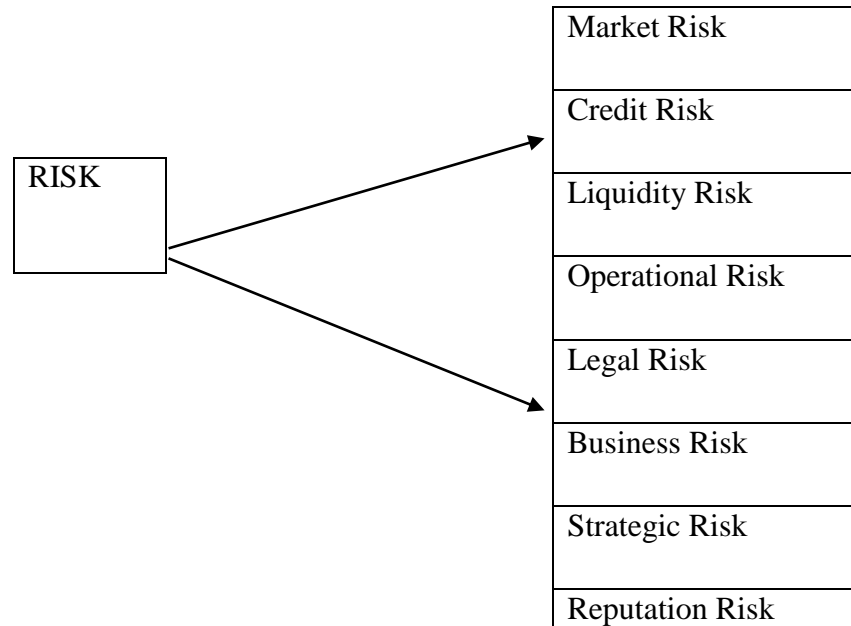 RISK
Market Risk
Credit Risk
Liquidity Risk
Operational Risk
Legal Risk
Business Risk
Strategic Risk
Reputation Risk